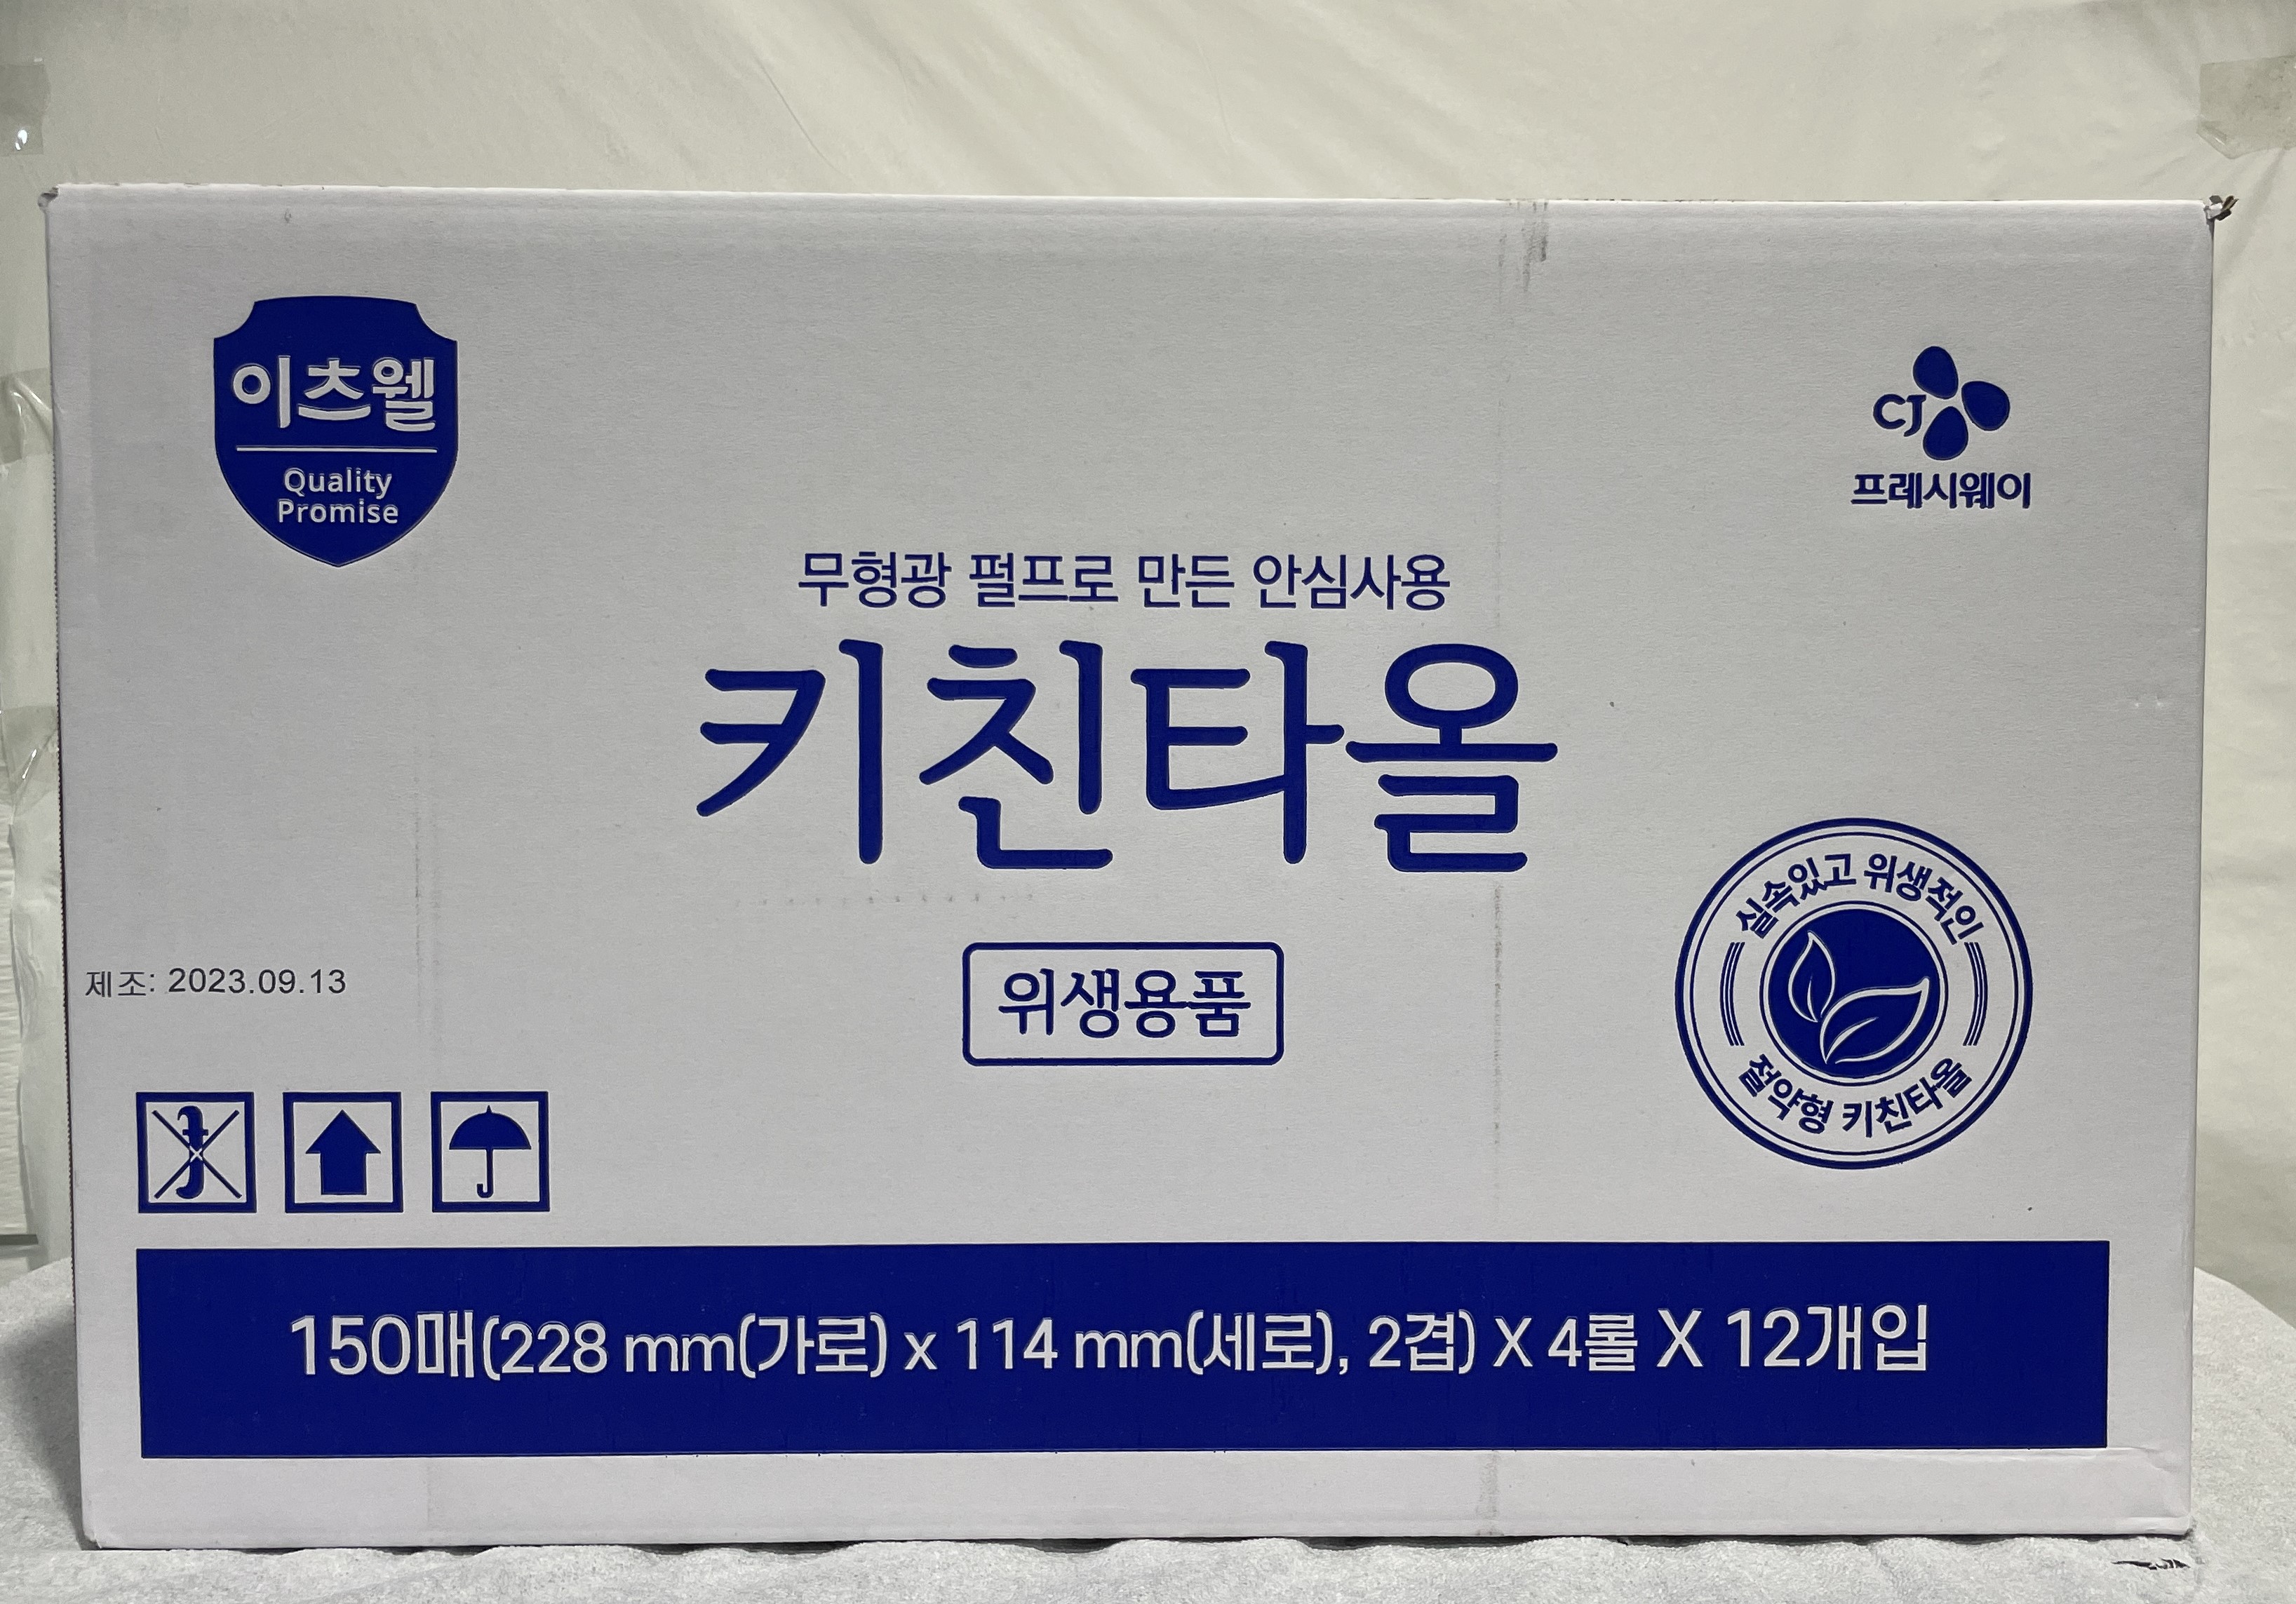 이츠웰
Quality
Promise
CJ
프레시웨이
무형광 펄프로 만든 안심사용
키친타올
위생용품
실속있고 위생적인
절약형 키친타올
제조: 2023.09.13
150매(228 mm(가로) x 114 mm(세로), 2겹) X 4롤 X 12개입